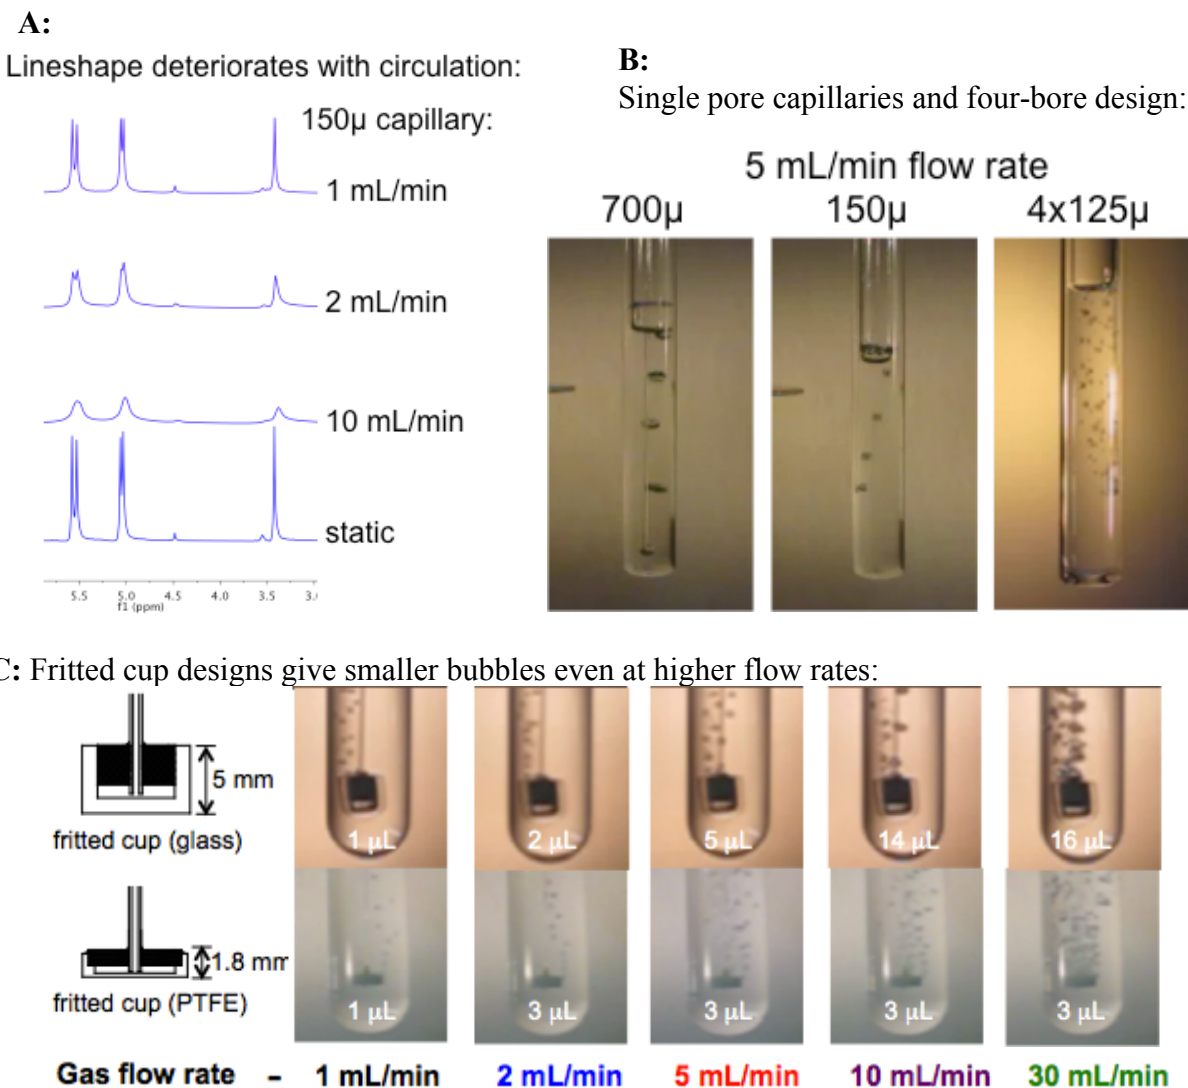 A:
Lineshape deteriorates with circulation:
150µ capillary:
1 mL/min
2 mL/min
10 mL/min
static
5.5 5.0 4.5 4.0 3.5 3.
f1 (ppm)
B:
Single pore capillaries and four-bore design:
5 mL/min flow rate
700µ 150µ 4x125µ
C: Fritted cup designs give smaller bubbles even at higher flow rates:
5 mm
fritted cup (glass)
1 µL 2 µL 5 µL 14 µL 16 µL
1.8 mm
fritted cup (PTFE)
1 µL 3 µL 3 µL 3 µL 3 µL
Gas flow rate - 1 mL/min 2 mL/min 5 mL/min 10 mL/min 30 mL/min